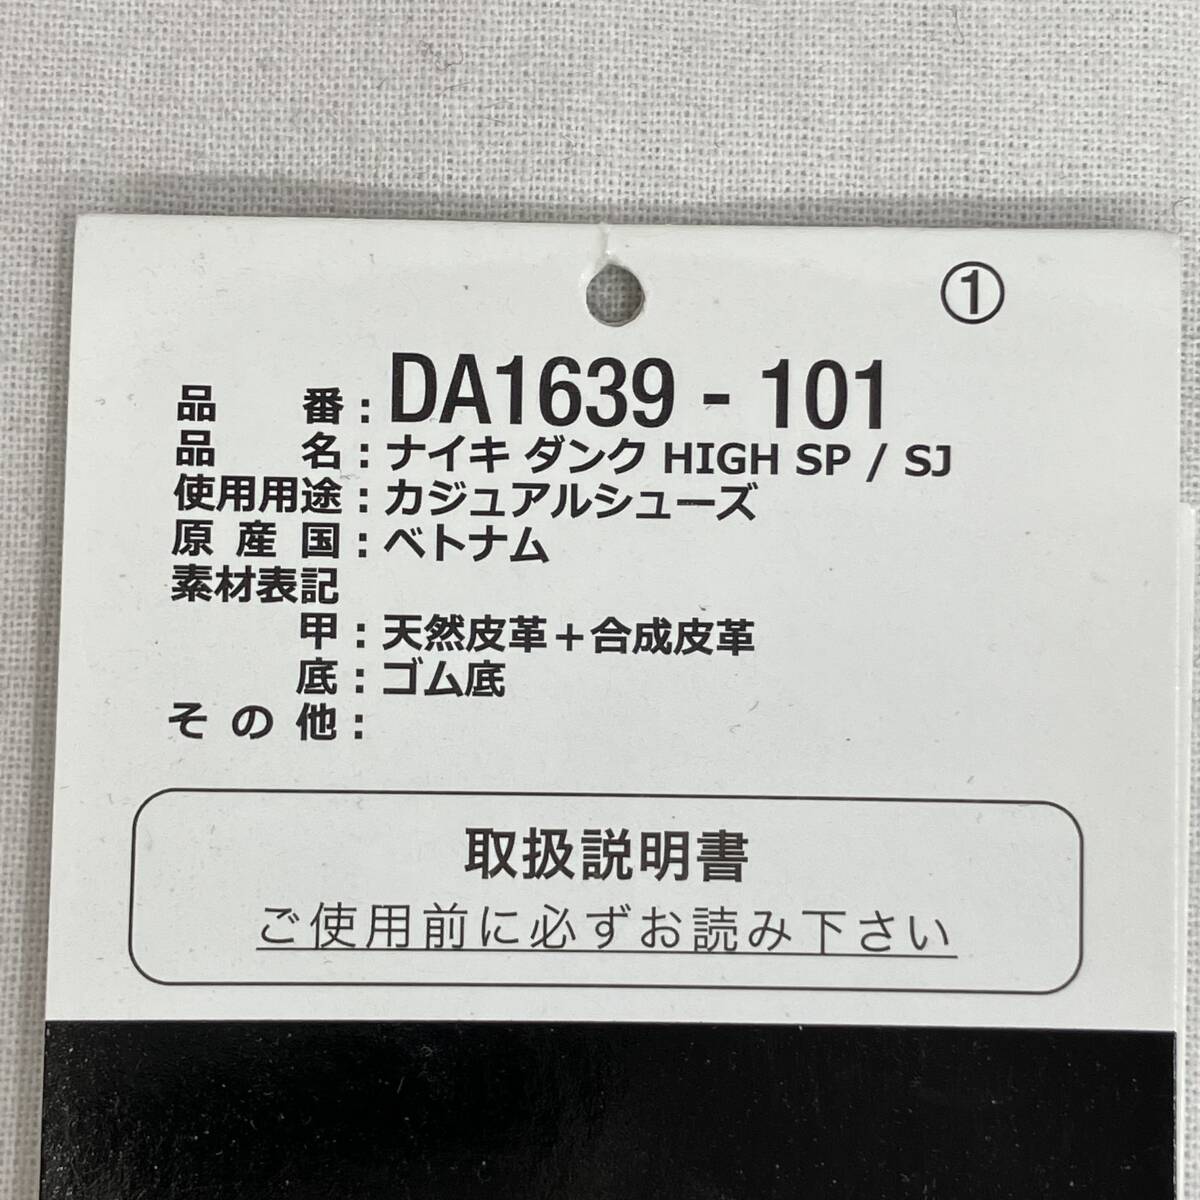 ①
品番:DA1639 - 101
品名:ナイキ ダンク HIGH SP / SJ
使用用途:カジュアルシューズ
原産国:ベトナム
素材表記
甲:天然皮革+合成皮革
底:ゴム底
その他:
取扱説明書
ご使用前に必ずお読み下さい